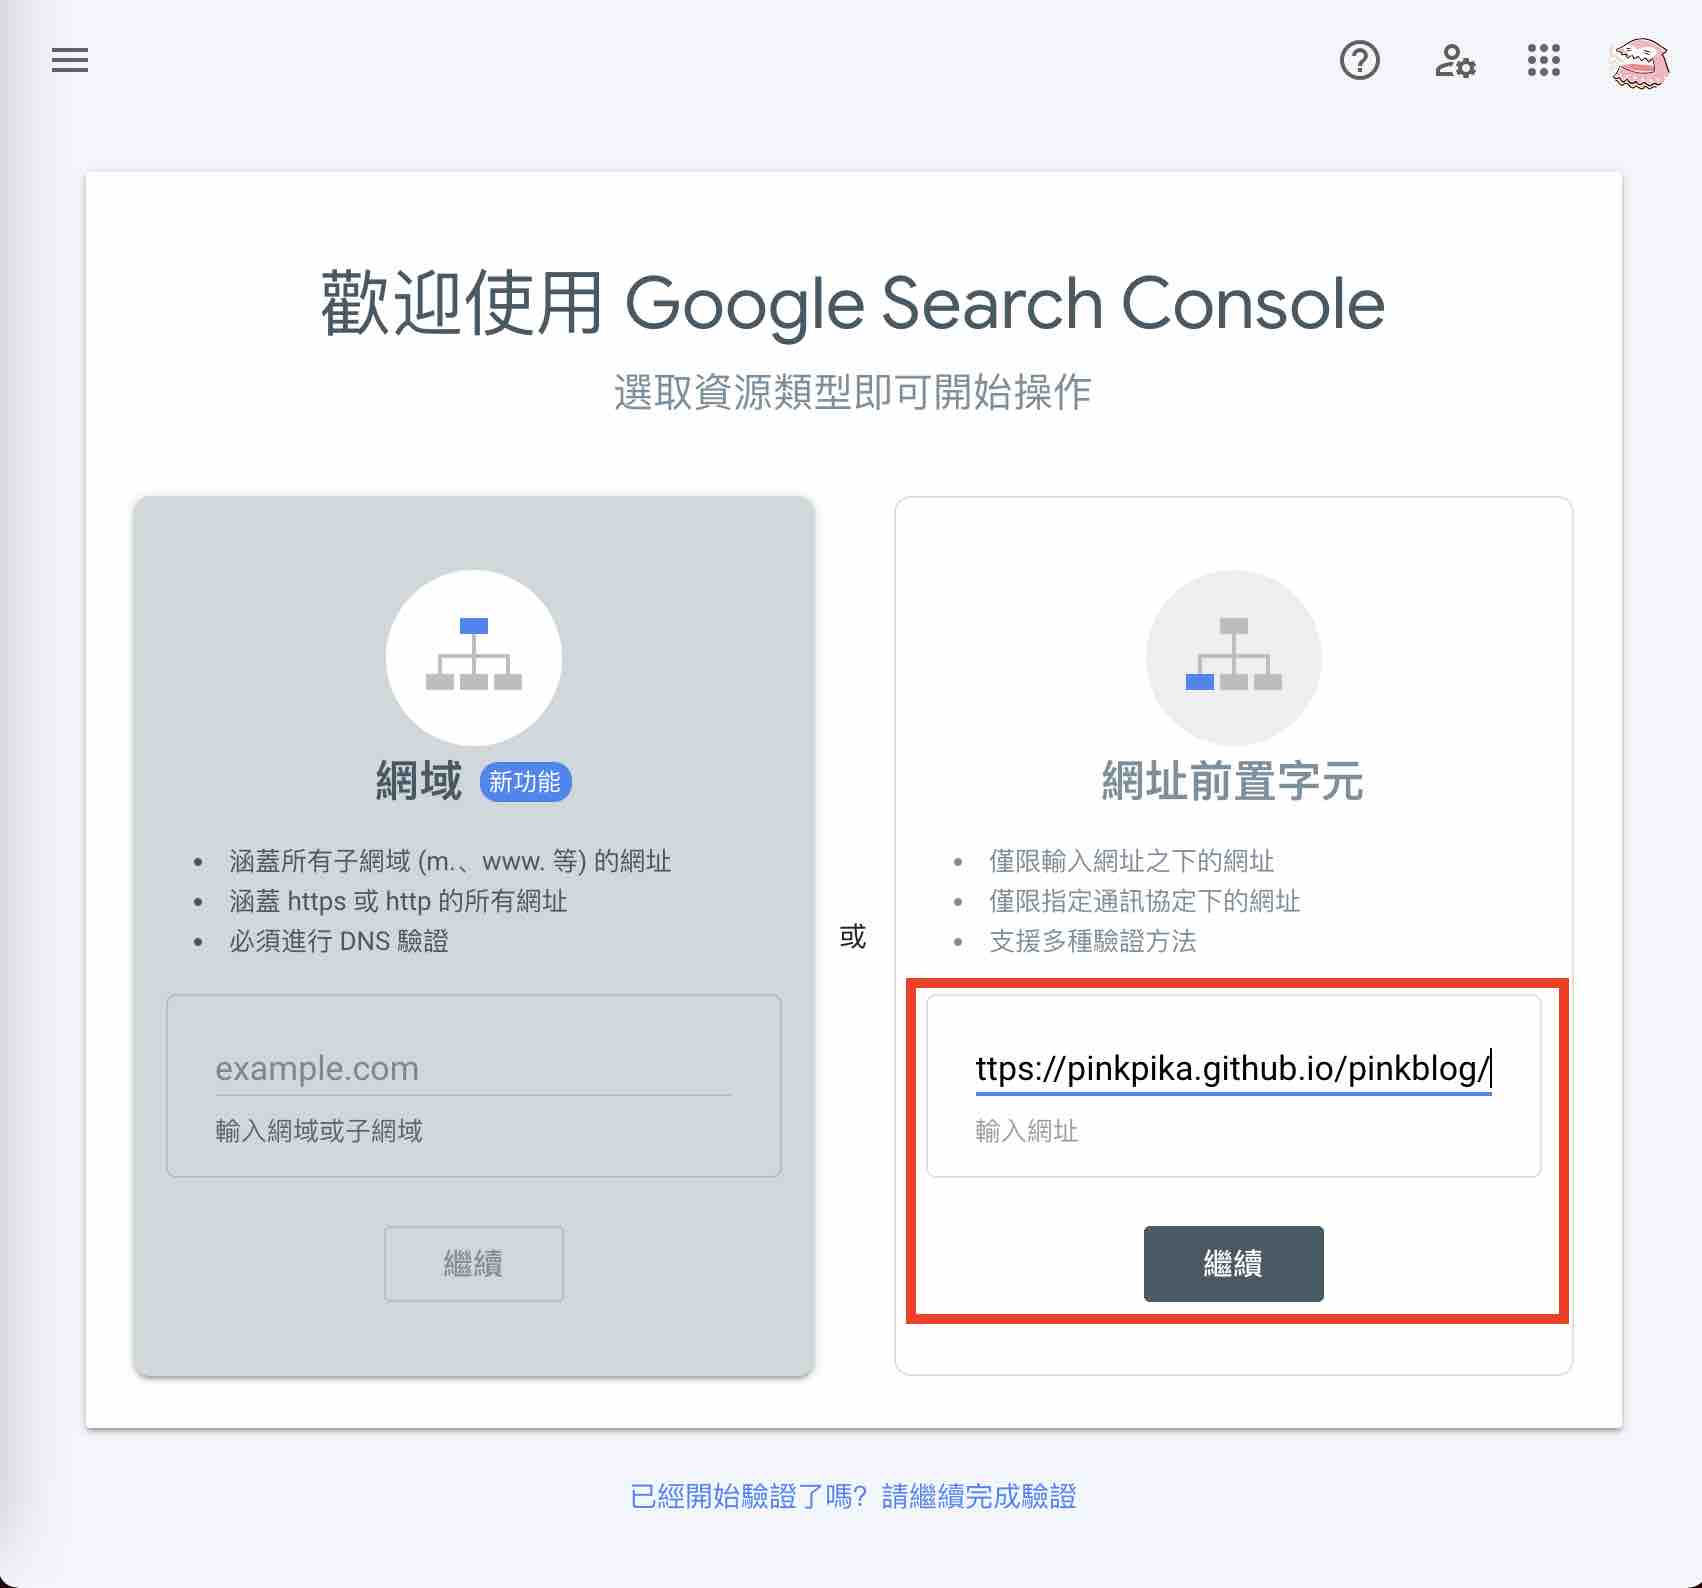 歡迎使用 Google Search Console
選取資源類型即可開始操作
網域 新功能
• 涵蓋所有子網域 (m.、www. 等) 的網址
• 涵蓋 https 或 http 的所有網址
• 必須進行 DNS 驗證
example.com
輸入網域或子網域
繼續
或
網址前置字元
• 僅限輸入網址之下的網址
• 僅限指定通訊協定下的網址
• 支援多種驗證方法
ttps://pinkpika.github.io/pinkblog/
輸入網址
繼續
已經開始驗證了嗎? 請繼續完成驗證